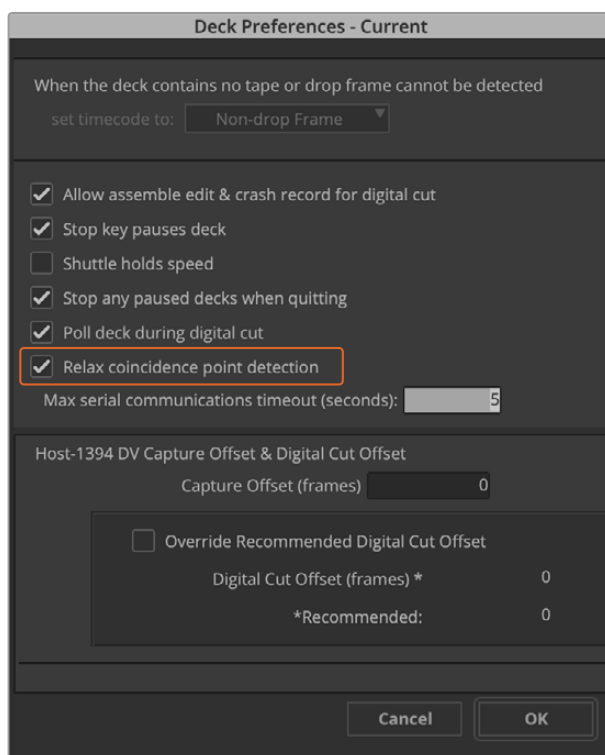 Deck Preferences - Current
When the deck contains no tape or drop frame cannot be detected
set timecode to: Non-drop Frame
Allow assemble edit & crash record for digital cut
Stop key pauses deck
Shuttle holds speed
Stop any paused decks when quitting
Poll deck during digital cut
Relax coincidence point detection
Max serial communications timeout (seconds): 5
Host-1394 DV Capture Offset & Digital Cut Offset
Capture Offset (frames) 0
Override Recommended Digital Cut Offset
Digital Cut Offset (frames) * 0
*Recommended: 0
Cancel OK